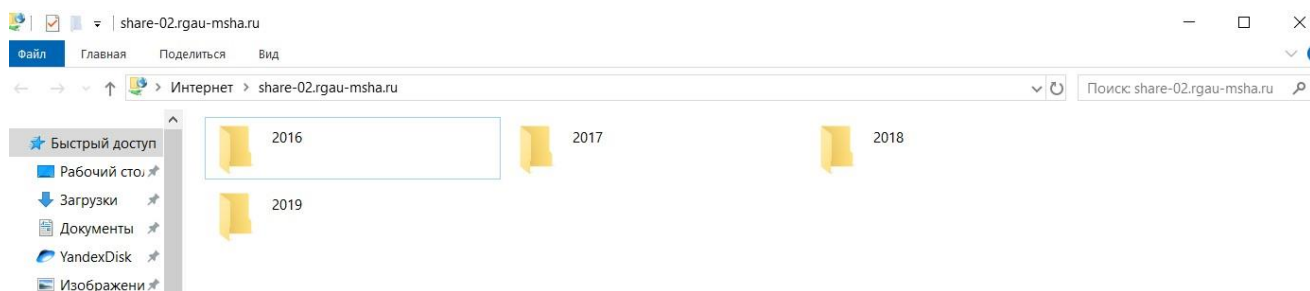 share-02.rgau-msha.ru
Файл Главная Поделиться Вид
Интернет > share-02.rgau-msha.ru Поиск: share-02.rgau-msha.ru
Быстрый доступ
Рабочий сто
Загрузки
Документы
YandexDisk
Изображени
2016 2017 2018
2019